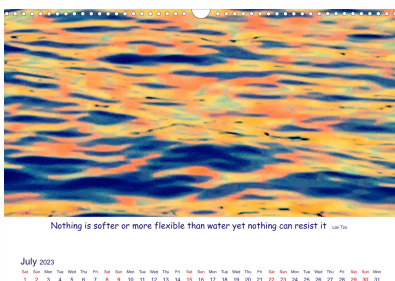 Nothing is softer or more flexible than water yet nothing can resist it Lao Tzu
July 2023
Sat Sun Mon Tue Wed Thu Fri Sat Sun Mon Tue Wed Thu Fri Sat Sun Mon Tue Wed Thu Fri Sat Sun Mon Tue Wed Thu Fri Sat Sun Mon
1 2 3 4 5 6 7 8 9 10 11 12 13 14 15 16 17 18 19 20 21 22 23 24 25 26 27 28 29 30 31